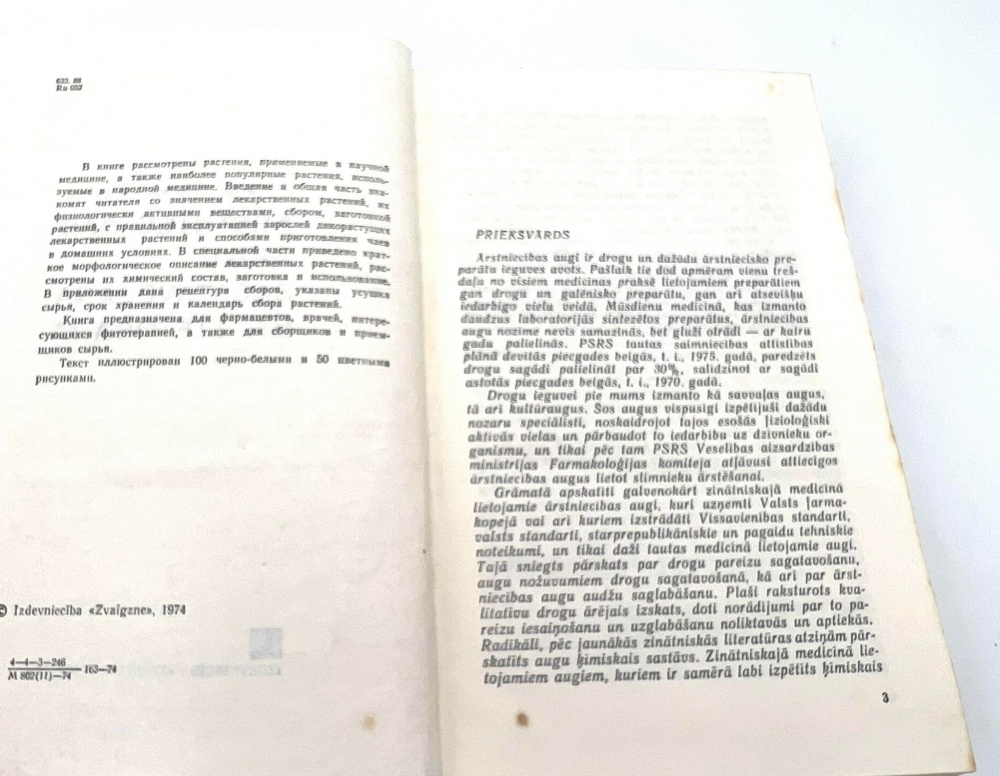 623. 88
Ru 052
В книге рассмотрены растения, применяемые в научной
медицине, а также наиболее популярные растения, исполь-
зуемые в народной медицине. Введение и общая часть зна-
комят читателя со значением лекарственных растений, их
физиологически активными веществами, сбором, заготовкой
растений, с правильной эксплуатацией зарослей дикорастущих
лекарственных растений и способами приготовления чаев
в домашних условиях. В специальной части приведено крат-
кое морфологическое описание лекарственных растений, рас-
смотрены их химический состав, заготовка и использование.
В приложении дана рецептура сборов, указаны усушка
сырья, срок хранения и календарь сбора растений.
Книга предназначена для фармацевтов, врачей, интере-
сующихся фитотерапией, а также для сборщиков и прием-
щиков сырья.
Текст иллюстрирован 100 черно-белыми и 50 цветными
рисунками.
© Izdevniecība «Zvaigzne», 1974
4—4—3—246
М 802(11)—74
163—74
PRIEKŠVĀRDS
Ārstniecības augi ir drogu un dažādu ārstniecisko pre-
parātu ieguves avots. Pašlaik tie dod apmēram vienu treš-
daļu no visiem medicīnas praksē lietojamiem preparātiem
gan drogu un galēnisko preparātu, gan arī atsevišķu
iedarbīgo vielu veidā. Mūsdienu medicīnā, kas izmanto
daudzus laboratorijās sintezētos preparātus, ārstniecības
augu nozīme nevis samazinās, bet gluži otrādi — ar katru
gadu palielinās. PSRS tautas saimniecības attīstības
plānā devītās piecgades beigās, t. i., 1975. gadā, paredzēts
drogu sagādi palielināt par 30%, salīdzinot ar sagādi
astotās piecgades beigās, t. i., 1970. gadā.
Drogu ieguvei pie mums izmanto kā savvaļas augus,
tā arī kultūraugus. Šos augus vispusīgi izpētījuši dažādu
nozaru speciālisti, noskaidrojot tajos esošās fizioloģiski
aktīvās vielas un pārbaudot to iedarbību uz dzīvnieku or-
ganismu, un tikai pēc tam PSRS Veselības aizsardzības
ministrijas Farmakoloģijas komiteja atļāvusi attiecīgos
ārstniecības augus lietot slimnieku ārstēšanai.
Grāmatā apskatīti galvenokārt zinātniskajā medicīnā
lietojamie ārstniecības augi, kuri uzņemti Valsts farma-
kopejā vai arī kuriem izstrādāti Vissavienības standarti,
valsts standarti, starprepublikāniskie un pagaidu tehniskie
noteikumi, un tikai daži tautas medicīnā lietojamie augi.
Tajā sniegts pārskats par drogu pareizu sagatavošanu,
augu nožuvumiem drogu sagatavošanā, kā arī par ārst-
niecības augu audžu saglabāšanu. Plaši raksturots kva-
litatīvu drogu ārējais izskats, doti norādījumi par to pa-
reizu iesaiņošanu un uzglabāšanu noliktavās un aptiekās.
Radikāli, pēc jaunākās zinātniskās literatūras atziņām pār-
skatīts augu ķīmiskais sastāvs. Zinātniskajā medicīnā lie-
tojamiem augiem, kuriem ir samērā labi izpētīts ķīmiskais
3